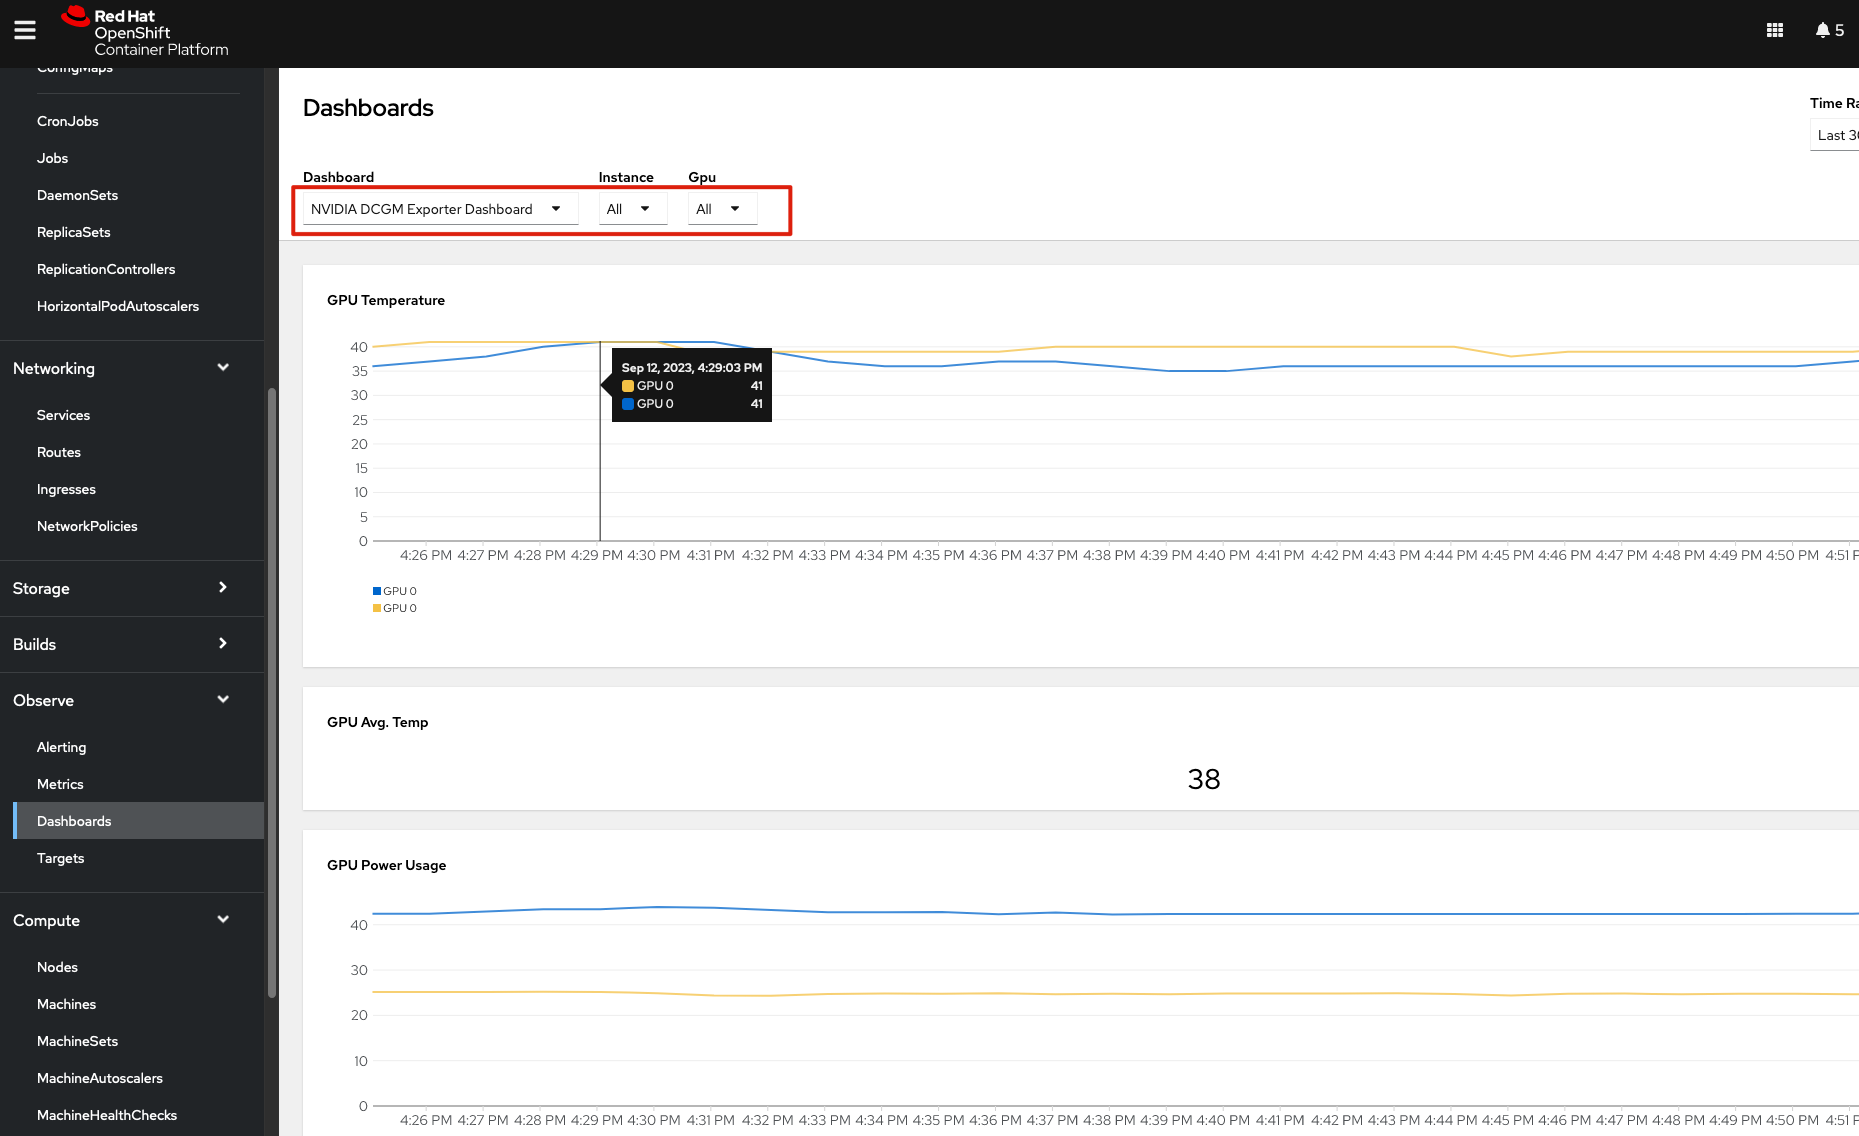 Red Hat
OpenShift
Container Platform
5
ConfigMaps
CronJobs
Jobs
DaemonSets
ReplicaSets
ReplicationControllers
HorizontalPodAutoscalers
Networking
Services
Routes
Ingresses
NetworkPolicies
Storage
Builds
Observe
Alerting
Metrics
Dashboards
Targets
Compute
Nodes
Machines
MachineSets
MachineAutoscalers
MachineHealthChecks
Dashboards
Time Ra
Last 30
Dashboard Instance Gpu
NVIDIA DCGM Exporter Dashboard All All
GPU Temperature
40
35
30
25
20
15
10
5
0
Sep 12, 2023, 4:29:03 PM
GPU 0 41
GPU 0 41
4:26 PM 4:27 PM 4:28 PM 4:29 PM 4:30 PM 4:31 PM 4:32 PM 4:33 PM 4:34 PM 4:35 PM 4:36 PM 4:37 PM 4:38 PM 4:39 PM 4:40 PM 4:41 PM 4:42 PM 4:43 PM 4:44 PM 4:45 PM 4:46 PM 4:47 PM 4:48 PM 4:49 PM 4:50 PM 4:51 P
GPU 0
GPU 0
GPU Avg. Temp
38
GPU Power Usage
40
30
20
10
0
4:26 PM 4:27 PM 4:28 PM 4:29 PM 4:30 PM 4:31 PM 4:32 PM 4:33 PM 4:34 PM 4:35 PM 4:36 PM 4:37 PM 4:38 PM 4:39 PM 4:40 PM 4:41 PM 4:42 PM 4:43 PM 4:44 PM 4:45 PM 4:46 PM 4:47 PM 4:48 PM 4:49 PM 4:50 PM 4:51 P